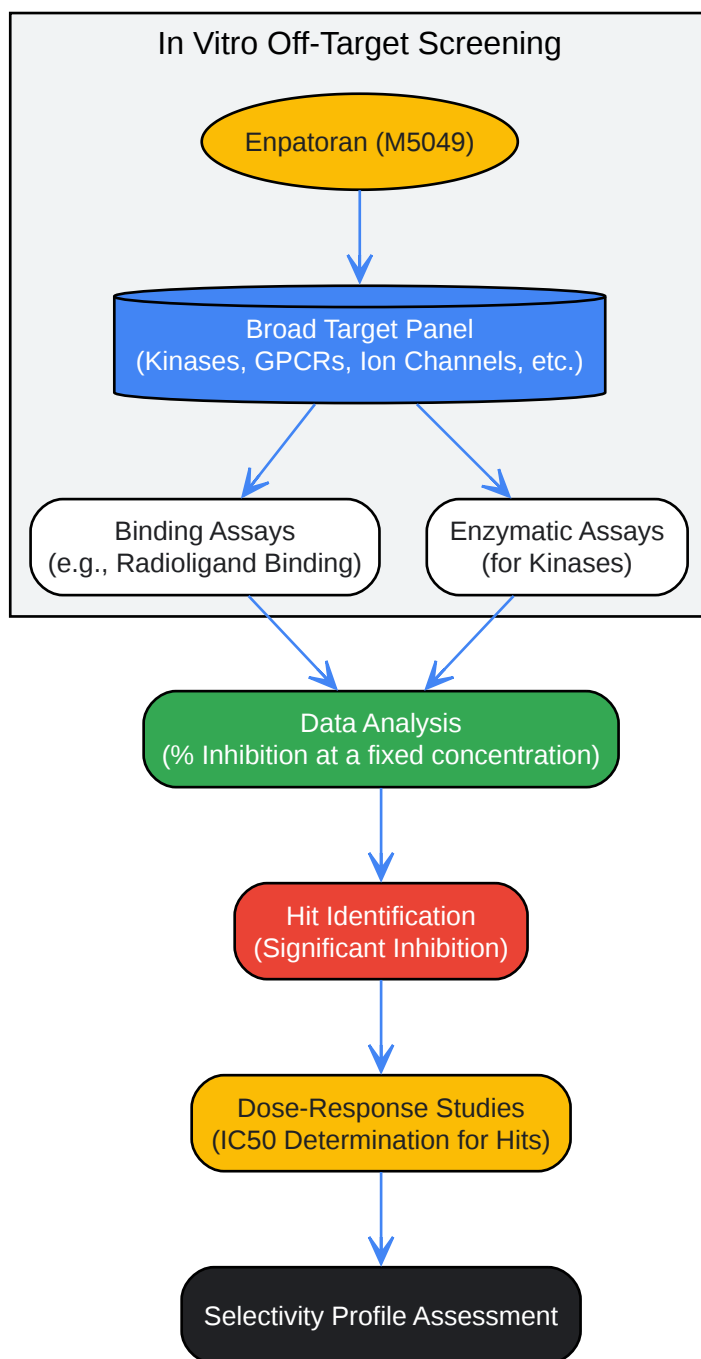 In Vitro Off-Target Screening
Enpatoran (M5049)
Broad Target Panel
(Kinases, GPCRs, Ion Channels, etc.)
Binding Assays
(e.g., Radioligand Binding)
Enzymatic Assays
(for Kinases)
Data Analysis
(% Inhibition at a fixed concentration)
Hit Identification
(Significant Inhibition)
Dose-Response Studies
(IC50 Determination for Hits)
Selectivity Profile Assessment